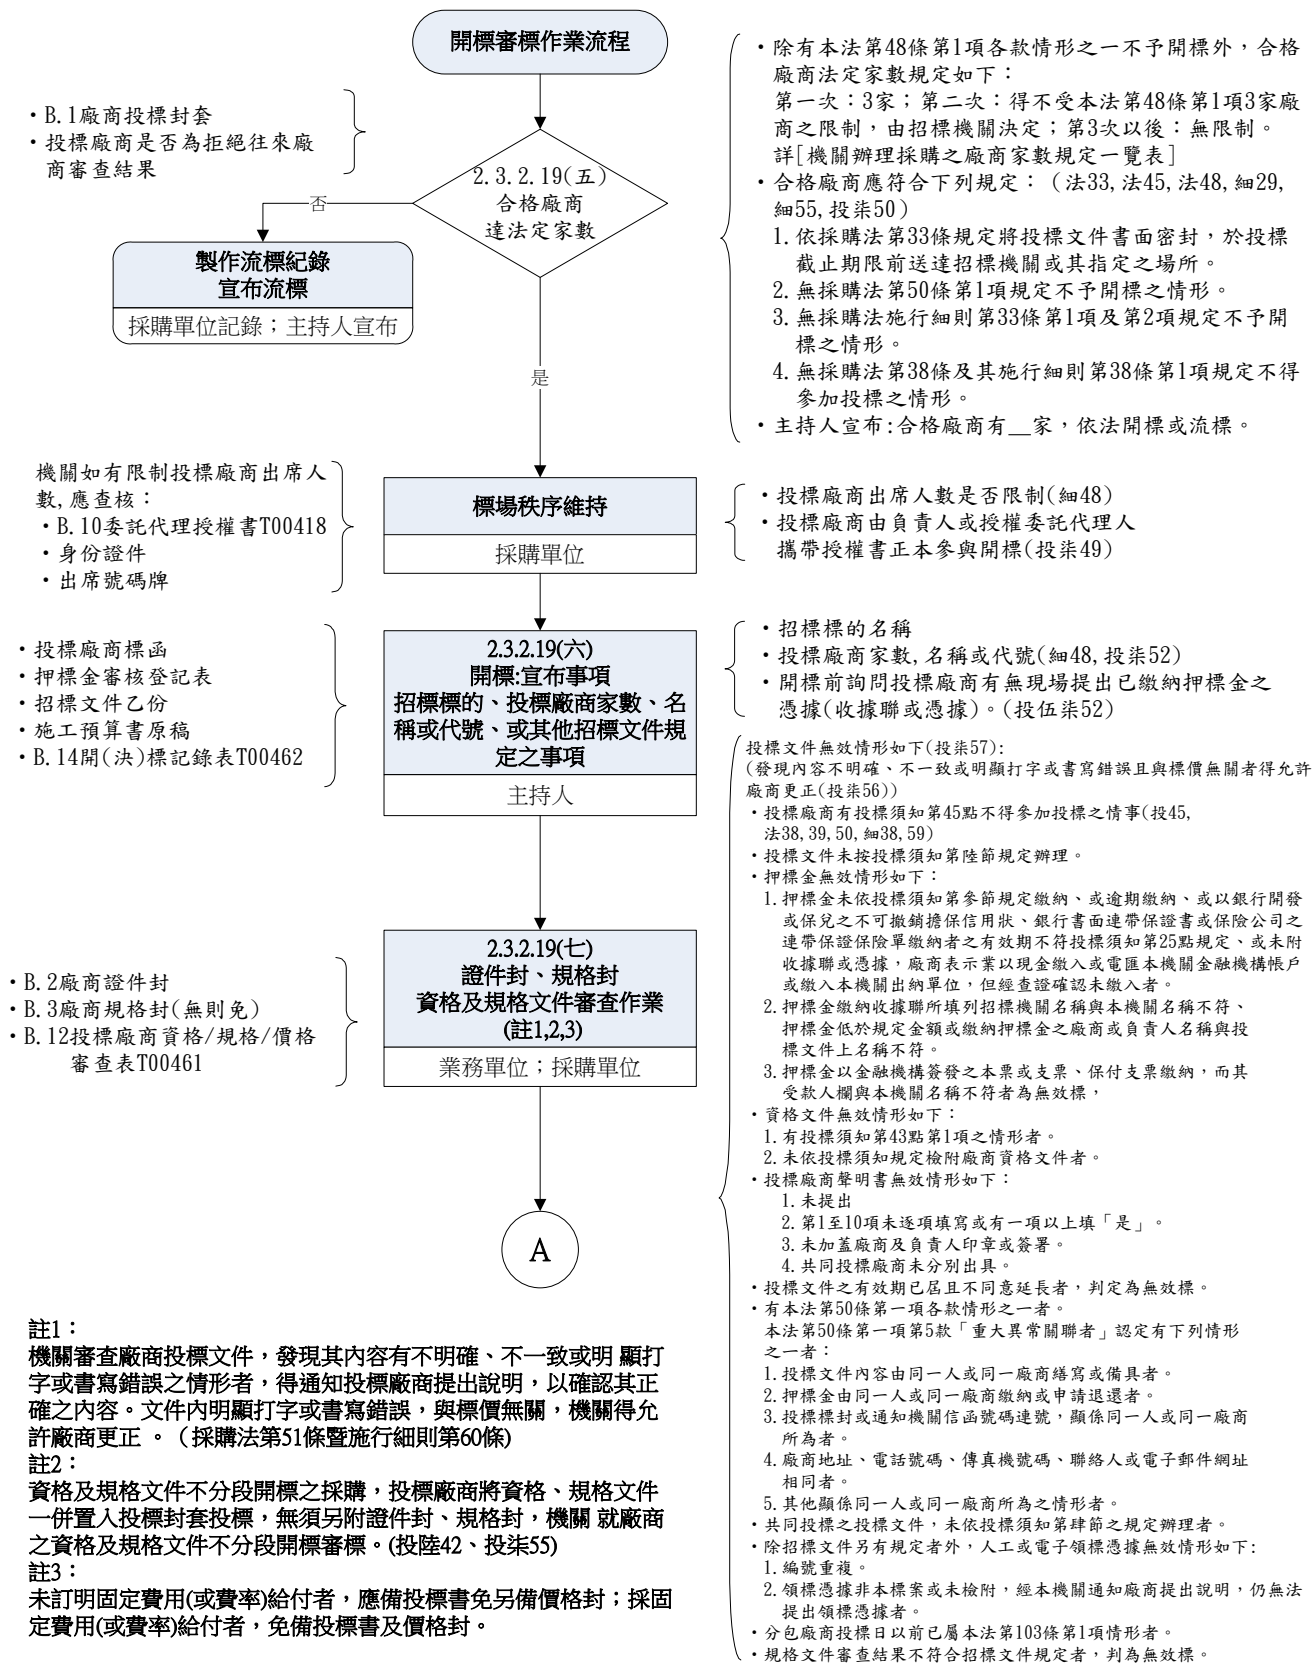 開標審標作業流程
・B.1廠商投標封套
・投標廠商是否為拒絕往來廠
商審查結果
2.3.2.19(五)
合格廠商
達法定家數
否
製作流標紀錄
宣布流標
採購單位記錄；主持人宣布
是
・除有本法第48條第1項各款情形之一不予開標外，合格
廠商法定家數規定如下：
第一次：3家；第二次：得不受本法第48條第1項3家廠
商之限制，由招標機關決定；第3次以後：無限制。
詳[機關辦理採購之廠商家數規定一覽表]
・合格廠商應符合下列規定：（法33,法45,法48,細29,
細55,投柒50）
1.依採購法第33條規定將投標文件書面密封，於投標
截止期限前送達招標機關或其指定之場所。
2.無採購法第50條第1項規定不予開標之情形。
3.無採購法施行細則第33條第1項及第2項規定不予開
標之情形。
4.無採購法第38條及其施行細則第38條第1項規定不得
參加投標之情形。
・主持人宣布:合格廠商有__家，依法開標或流標。
機關如有限制投標廠商出席人
數,應查核：
・B.10委託代理授權書T00418
・身份證件
・出席號碼牌
標場秩序維持
採購單位
・投標廠商出席人數是否限制(細48)
・投標廠商由負責人或授權委託代理人
攜帶授權書正本參與開標(投柒49)
・投標廠商標函
・押標金審核登記表
・招標文件乙份
・施工預算書原稿
・B.14開(決)標記錄表T00462
2.3.2.19(六)
開標:宣布事項
招標標的、投標廠商家數、名
稱或代號、或其他招標文件規
定之事項
主持人
・招標標的名稱
・投標廠商家數,名稱或代號(細48,投柒52)
・開標前詢問投標廠商有無現場提出已繳納押標金之
憑據(收據聯或憑據)。(投伍柒52)
・B.2廠商證件封
・B.3廠商規格封(無則免)
・B.12投標廠商資格/規格/價格
審查表T00461
2.3.2.19(七)
證件封、規格封
資格及規格文件審查作業
(註1,2,3)
業務單位；採購單位
A
投標文件無效情形如下(投柒57):
(發現內容不明確、不一致或明顯打字或書寫錯誤且與標價無關者得允許
廠商更正(投柒56))
・投標廠商有投標須知第45點不得參加投標之情事(投45,
法38,39,50,細38,59)
・投標文件未按投標須知第陸節規定辦理。
・押標金無效情形如下：
1.押標金未依投標須知第參節規定繳納、或逾期繳納、或以銀行開發
或保兌之不可撤銷擔保信用狀、銀行書面連帶保證書或保險公司之
連帶保證保險單繳納者之有效期不符投標須知第25點規定、或未附
收據聯或憑據，廠商表示業以現金繳入或電匯本機關金融機構帳戶
或繳入本機關出納單位，但經查證確認未繳入者。
2.押標金繳納收據聯所填列招標機關名稱與本機關名稱不符、
押標金低於規定金額或繳納押標金之廠商或負責人名稱與投
標文件上名稱不符。
3.押標金以金融機構簽發之本票或支票、保付支票繳納，而其
受款人欄與本機關名稱不符者為無效標，
・資格文件無效情形如下：
1.有投標須知第43點第1項之情形者。
2.未依投標須知規定檢附廠商資格文件者。
・投標廠商聲明書無效情形如下：
1.未提出
2.第1至10項未逐項填寫或有一項以上填「是」。
3.未加蓋廠商及負責人印章或簽署。
4.共同投標廠商未分別出具。
・投標文件之有效期已屆且不同意延長者，判定為無效標。
・有本法第50條第一項各款情形之一者。
本法第50條第一項第5款「重大異常關聯者」認定有下列情形
之一者：
1.投標文件內容由同一人或同一廠商繕寫或備具者。
2.押標金由同一人或同一廠商繳納或申請退還者。
3.投標標封或通知機關信函號碼連號，顯係同一人或同一廠商
所為者。
4.廠商地址、電話號碼、傳真機號碼、聯絡人或電子郵件網址
相同者。
5.其他顯係同一人或同一廠商所為之情形者。
・共同投標之投標文件，未依投標須知第肆節之規定辦理者。
・除招標文件另有規定者外，人工或電子領標憑據無效情形如下:
1.編號重複。
2.領標憑據非本標案或未檢附，經本機關通知廠商提出說明，仍無法
提出領標憑據者。
・分包廠商投標日以前已屬本法第103條第1項情形者。
・規格文件審查結果不符合招標文件規定者，判為無效標。
註1：
機關審查廠商投標文件，發現其內容有不明確、不一致或明 顯打
字或書寫錯誤之情形者，得通知投標廠商提出說明，以確認其正
確之內容。文件內明顯打字或書寫錯誤，與標價無關，機關得允
許廠商更正 。（採購法第51條暨施行細則第60條)
註2：
資格及規格文件不分段開標之採購，投標廠商將資格、規格文件
一併置入投標封套投標，無須另附證件封、規格封，機關 就廠商
之資格及規格文件不分段開標審標。(投陸42、投柒55)
註3：
未訂明固定費用(或費率)給付者，應備投標書免另備價格封；採固
定費用(或費率)給付者，免備投標書及價格封。